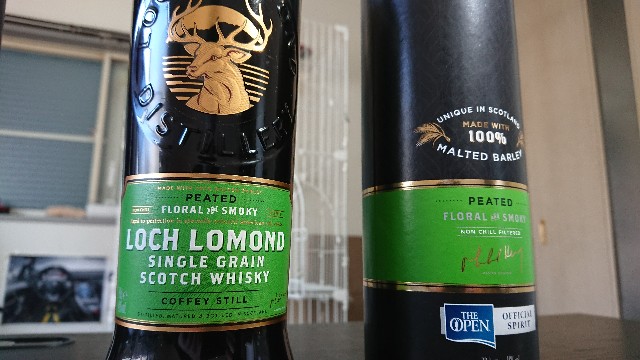 DISTILLERY
PEATED
FLORAL AND SMOKY
LOCH LOMOND
SINGLE GRAIN
SCOTCH WHISKY
COFFEY STILL
UNIQUE IN SCOTLAND
MADE WITH
100%
MALTED BARLEY
PEATED
FLORAL AND SMOKY
NON CHILL FILTERED
THE
OPEN
OFFICIAL
SPIRIT